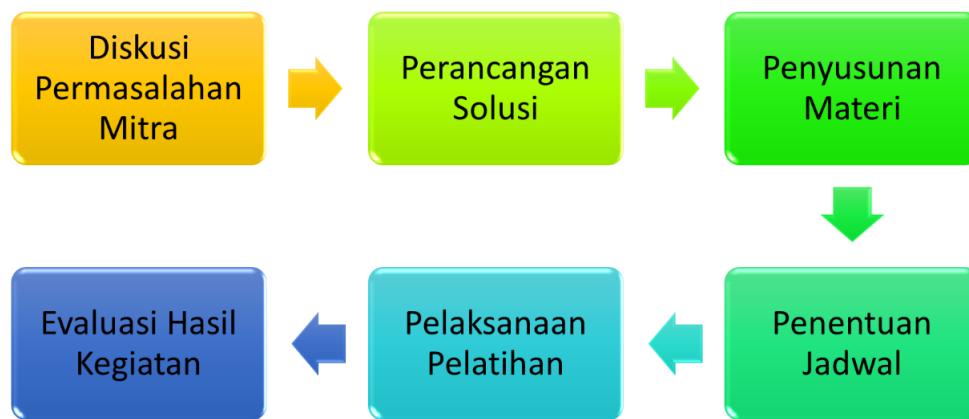 Diskusi
Permasalahan
Mitra
Perancangan
Solusi
Penyusunan
Materi
Penentuan
Jadwal
Pelaksanaan
Pelatihan
Evaluasi Hasil
Kegiatan